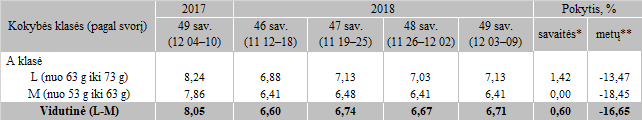 Kokybės klasės (pagal svorį) 2017 2018 Pokytis, %
49 sav. (12 04–10) 46 sav. (11 12–18) 47 sav. (11 19–25) 48 sav. (11 26–12 02) 49 sav. (12 03–09) savaitės* metų**
A klasė
L (nuo 63 g iki 73 g) 8,24 6,88 7,13 7,03 7,13 1,42 -13,47
M (nuo 53 g iki 63 g) 7,86 6,41 6,48 6,41 6,41 0,00 -18,45
Vidutinė (L-M) 8,05 6,60 6,74 6,67 6,71 0,60 -16,65